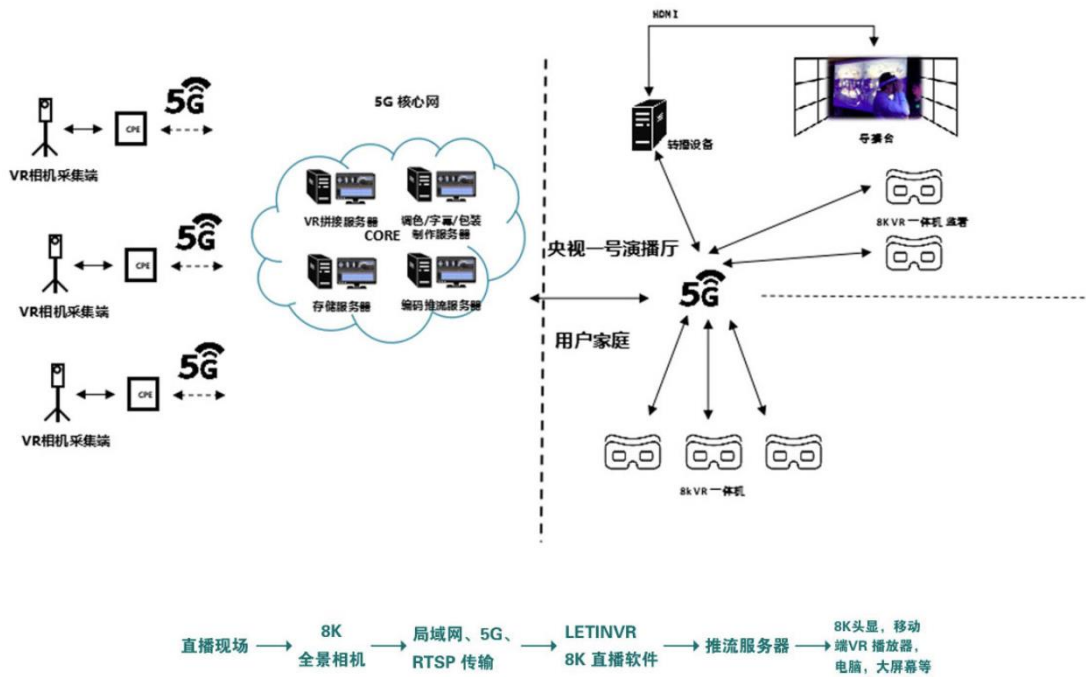 5G
CPE
VR相机采集端
5G
CPE
VR相机采集端
5G
CPE
VR相机采集端
5G 核心网
VR拼接服务器
调色/字幕/包装
制作服务器
CORE
存储服务器
编码推流服务器
HDMI
转播设备
导播台
8KVR 一体机 监看
央视一号演播厅
5G
用户家庭
8kVR 一体机
直播现场
8K
全景相机
局域网、5G、
RTSP 传输
LETINVR
8K 直播软件
推流服务器
8K头显，移动
端VR 播放器，
电脑，大屏幕等